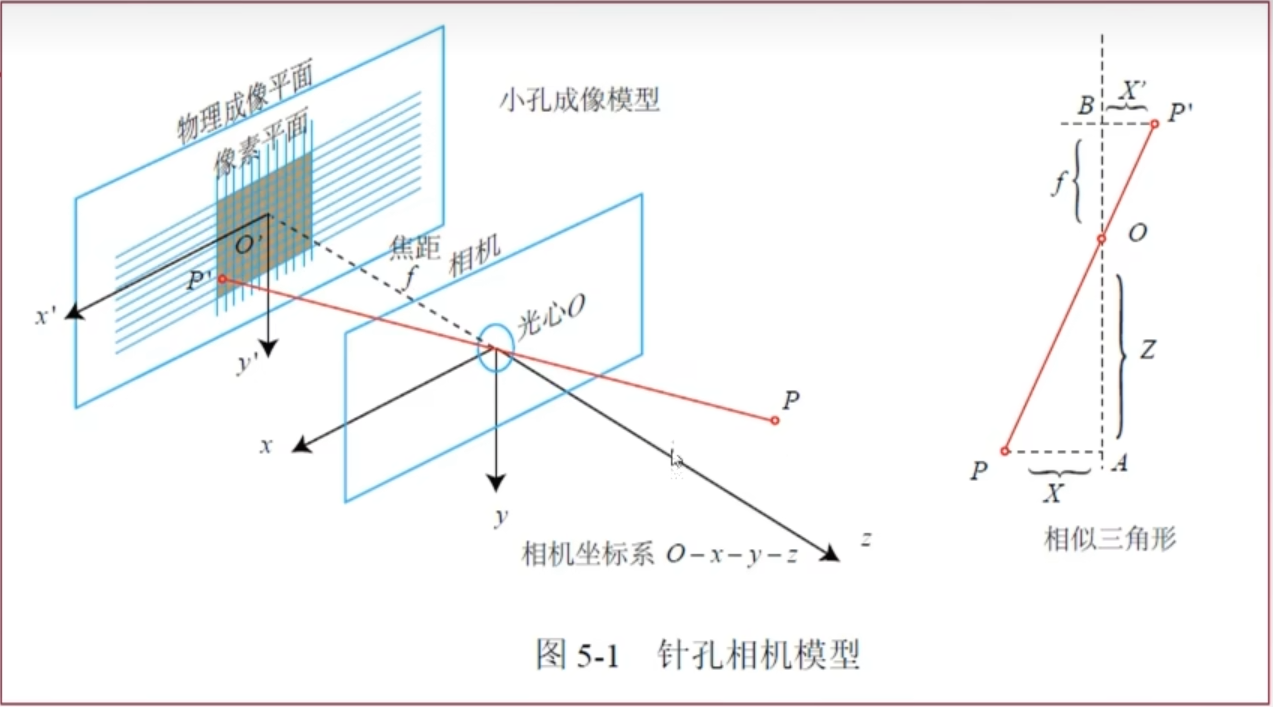 物理成像平面
像素平面
小孔成像模型
O'
P'
x'
y'
焦距
f
相机
光心O
P
x
y
z
相机坐标系 O－x－y－z
B
X'
P'
f
O
Z
P
X
A
相似三角形
图 5-1 针孔相机模型